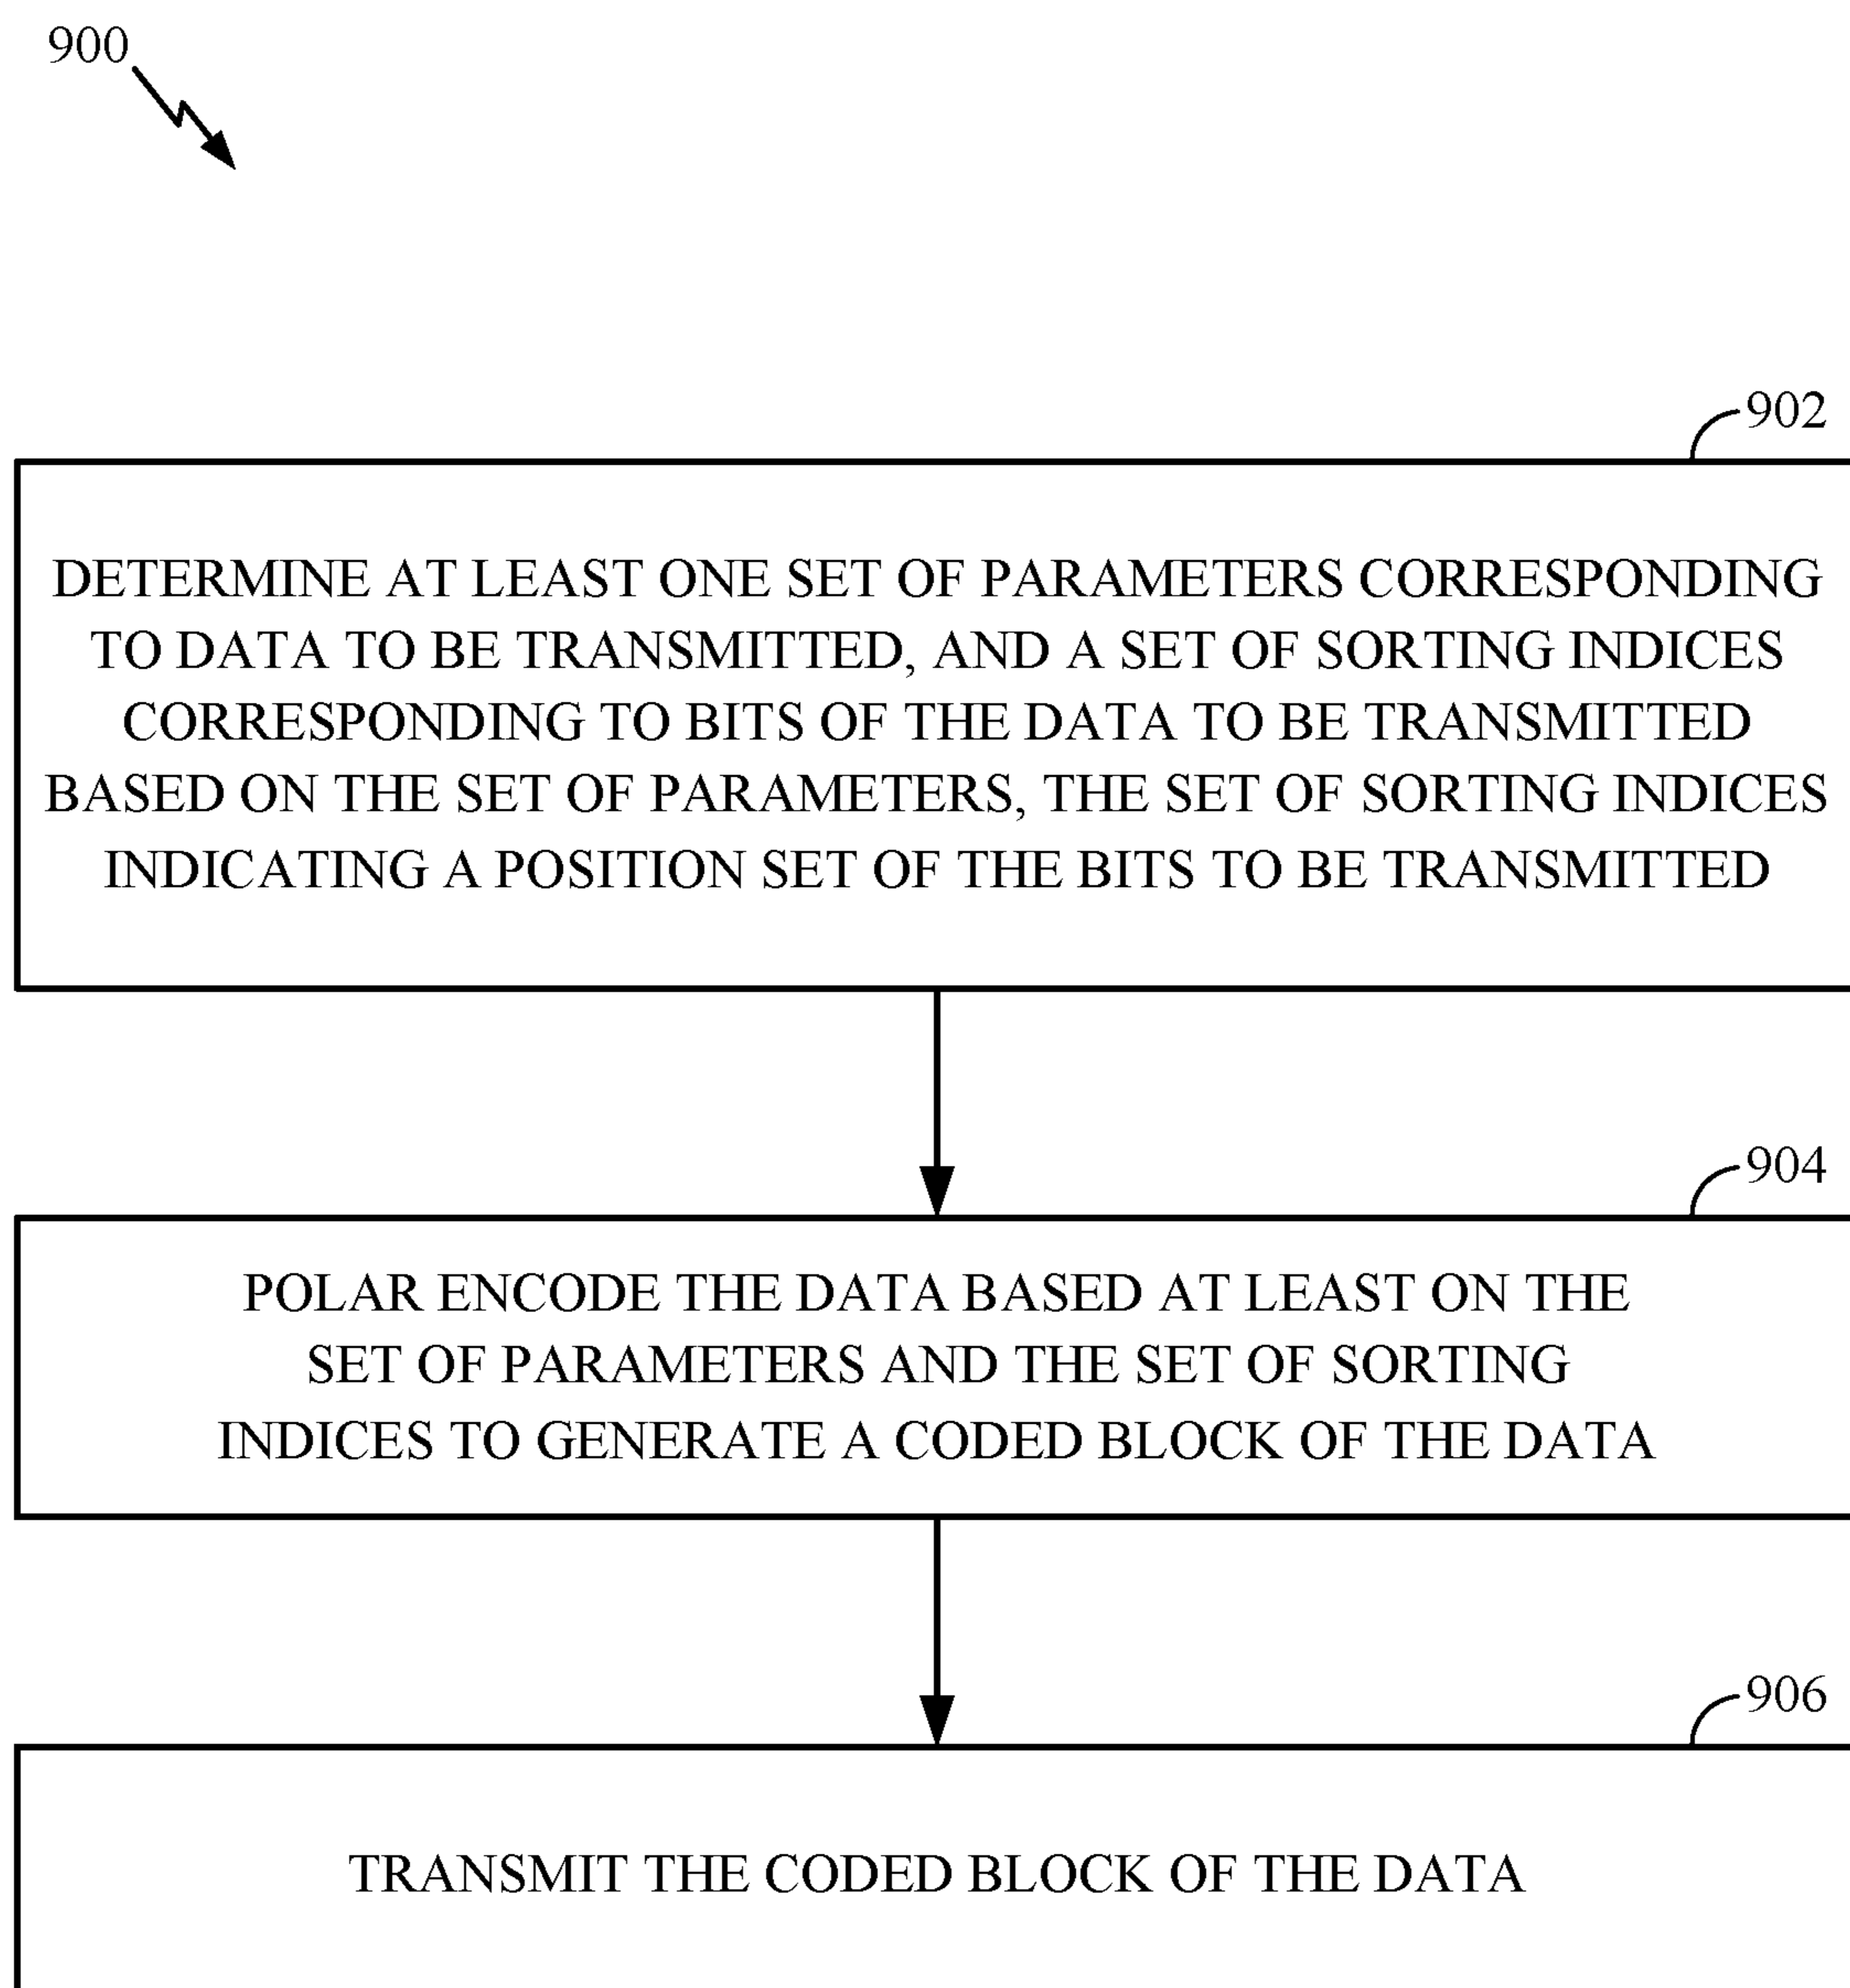 900
902
DETERMINE AT LEAST ONE SET OF PARAMETERS CORRESPONDING
TO DATA TO BE TRANSMITTED, AND A SET OF SORTING INDICES
CORRESPONDING TO BITS OF THE DATA TO BE TRANSMITTED
BASED ON THE SET OF PARAMETERS, THE SET OF SORTING INDICES
INDICATING A POSITION SET OF THE BITS TO BE TRANSMITTED
904
POLAR ENCODE THE DATA BASED AT LEAST ON THE
SET OF PARAMETERS AND THE SET OF SORTING
INDICES TO GENERATE A CODED BLOCK OF THE DATA
906
TRANSMIT THE CODED BLOCK OF THE DATA